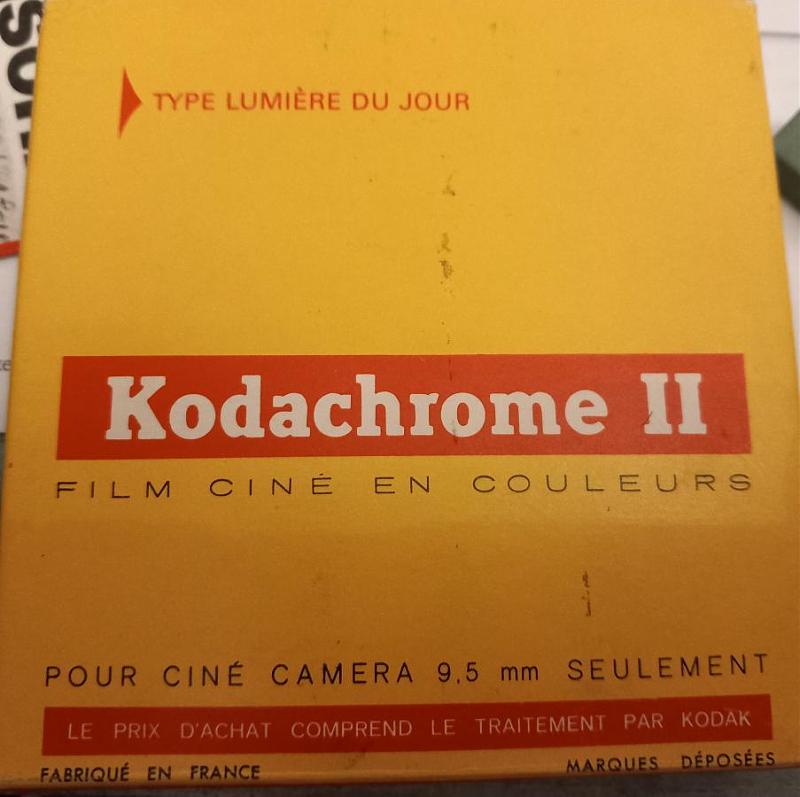 TYPE LUMIÈRE DU JOUR
Kodachrome II
FILM CINÉ EN COULEURS
POUR CINÉ CAMERA 9,5 mm SEULEMENT
LE PRIX D'ACHAT COMPREND LE TRAITEMENT PAR KODAK
FABRIQUÉ EN FRANCE
MARQUES DÉPOSÉES